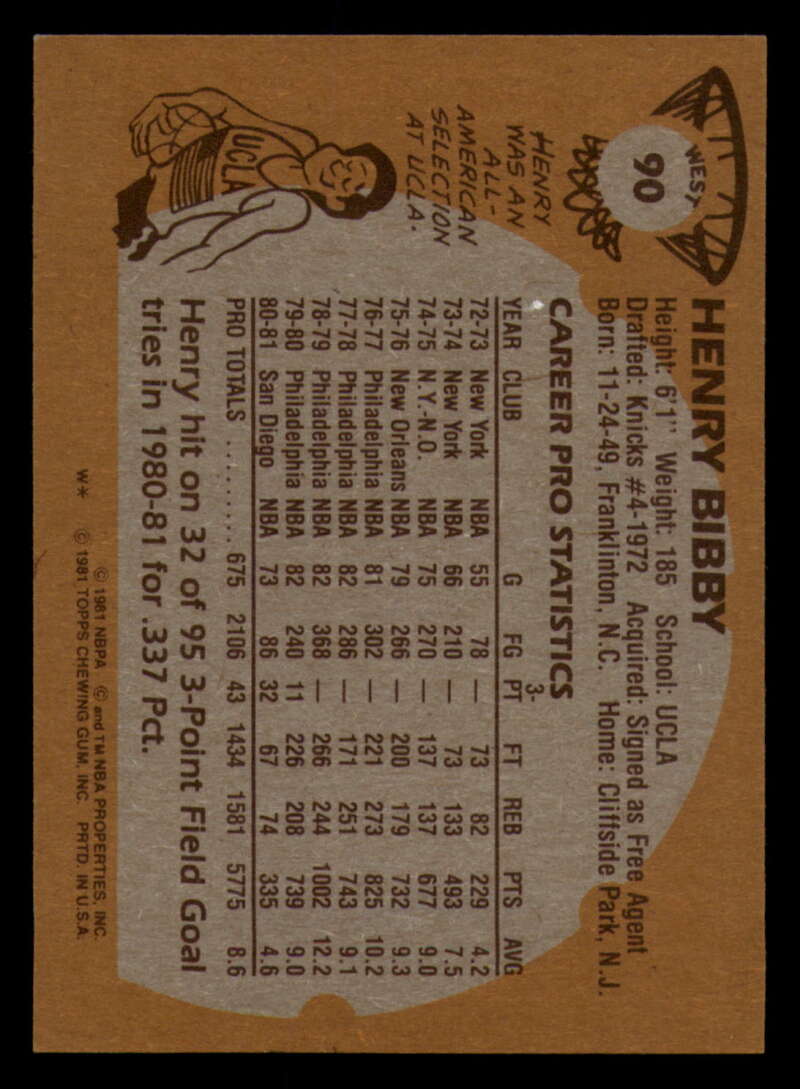 WEST
90
HENRY BIBBY
Height: 6'1" Weight: 185 School: UCLA
Drafted: Knicks #4-1972 Acquired: Signed as Free Agent
Born: 11-24-49, Franklinton, N.C. Home: Cliffside Park, N.J.
HENRY
WAS AN
ALL-
AMERICAN
SELECTION
AT UCLA.
UCLA
CAREER PRO STATISTICS
3-
YEAR CLUB G FG PT FT REB PTS AVG
72-73 New York NBA 55 78 — 73 82 229 4.2
73-74 New York NBA 66 210 — 73 133 493 7.5
74-75 N.Y.-N.O. NBA 75 270 — 137 137 677 9.0
75-76 New Orleans NBA 79 266 — 200 179 732 9.3
76-77 Philadelphia NBA 81 302 — 221 273 825 10.2
77-78 Philadelphia NBA 82 286 — 171 251 743 9.1
78-79 Philadelphia NBA 82 368 — 266 244 1002 12.2
79-80 Philadelphia NBA 82 240 11 226 208 739 9.0
80-81 San Diego NBA 73 86 32 67 74 335 4.6
PRO TOTALS .......... 675 2106 43 1434 1581 5775 8.6
Henry hit on 32 of 95 3-Point Field Goal
tries in 1980-81 for .337 Pct.
© 1981 NBPA © and TM NBA PROPERTIES, INC.
W* © 1981 TOPPS CHEWING GUM, INC. PRTD. IN U.S.A.